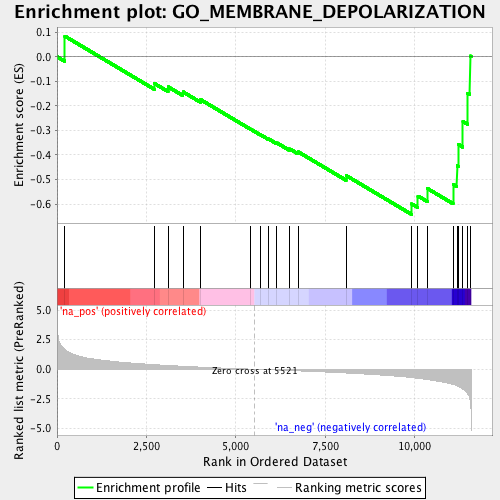 Enrichment plot: GO_MEMBRANE_DEPOLARIZATION
Enrichment score (ES)
0.1
0.0
-0.1
-0.2
-0.3
-0.4
-0.5
-0.6
'na_pos' (positively correlated)
Ranked list metric (PreRanked)
5.0
2.5
0.0
-2.5
-5.0
Zero cross at 5521
'na_neg' (negatively correlated)
0
2,500
5,000
7,500
10,000
Rank in Ordered Dataset
Enrichment profile
Hits
Ranking metric scores